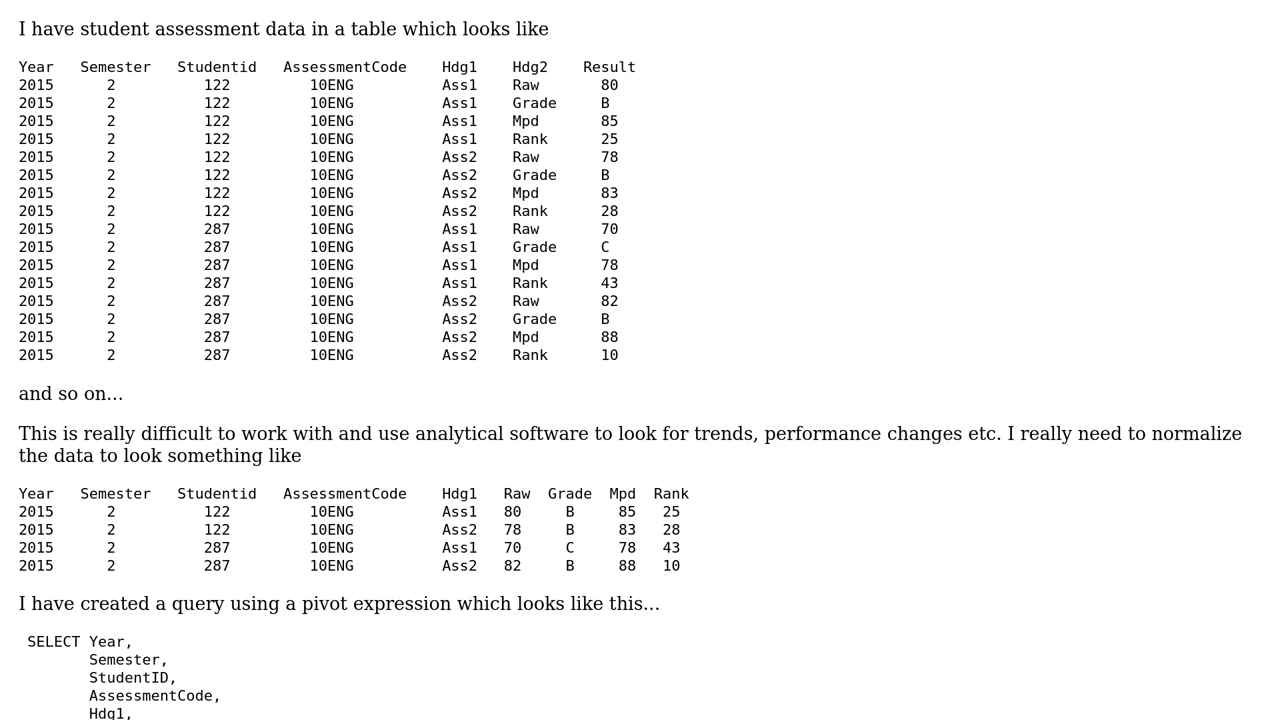 I have student assessment data in a table which looks like
Year   Semester   Studentid   AssessmentCode    Hdg1    Hdg2    Result
2015      2          122         10ENG          Ass1    Raw       80
2015      2          122         10ENG          Ass1    Grade     B
2015      2          122         10ENG          Ass1    Mpd       85
2015      2          122         10ENG          Ass1    Rank      25
2015      2          122         10ENG          Ass2    Raw       78
2015      2          122         10ENG          Ass2    Grade     B
2015      2          122         10ENG          Ass2    Mpd       83
2015      2          122         10ENG          Ass2    Rank      28
2015      2          287         10ENG          Ass1    Raw       70
2015      2          287         10ENG          Ass1    Grade     C
2015      2          287         10ENG          Ass1    Mpd       78
2015      2          287         10ENG          Ass1    Rank      43
2015      2          287         10ENG          Ass2    Raw       82
2015      2          287         10ENG          Ass2    Grade     B
2015      2          287         10ENG          Ass2    Mpd       88
2015      2          287         10ENG          Ass2    Rank      10
and so on...
This is really difficult to work with and use analytical software to look for trends, performance changes etc. I really need to normalize
the data to look something like
Year   Semester   Studentid   AssessmentCode    Hdg1   Raw  Grade  Mpd  Rank
2015      2          122         10ENG          Ass1   80     B     85   25
2015      2          122         10ENG          Ass2   78     B     83   28
2015      2          287         10ENG          Ass1   70     C     78   43
2015      2          287         10ENG          Ass2   82     B     88   10
I have created a query using a pivot expression which looks like this...
SELECT Year,
Semester,
StudentID,
AssessmentCode,
Hdg1,